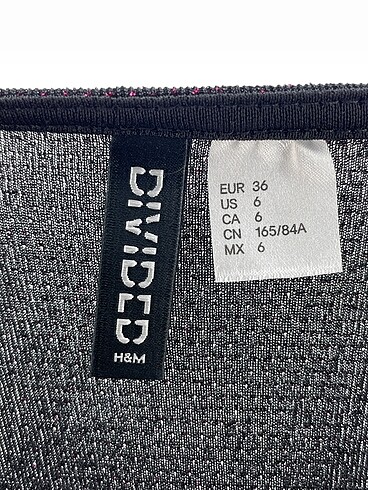 DIVIDED
H&M
EUR 36
US 6
CA 6
CN 165/84A
MX 6